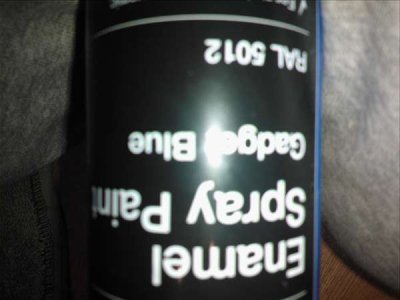 Enamel
Spray Paint
Gadget Blue
RAL 5012